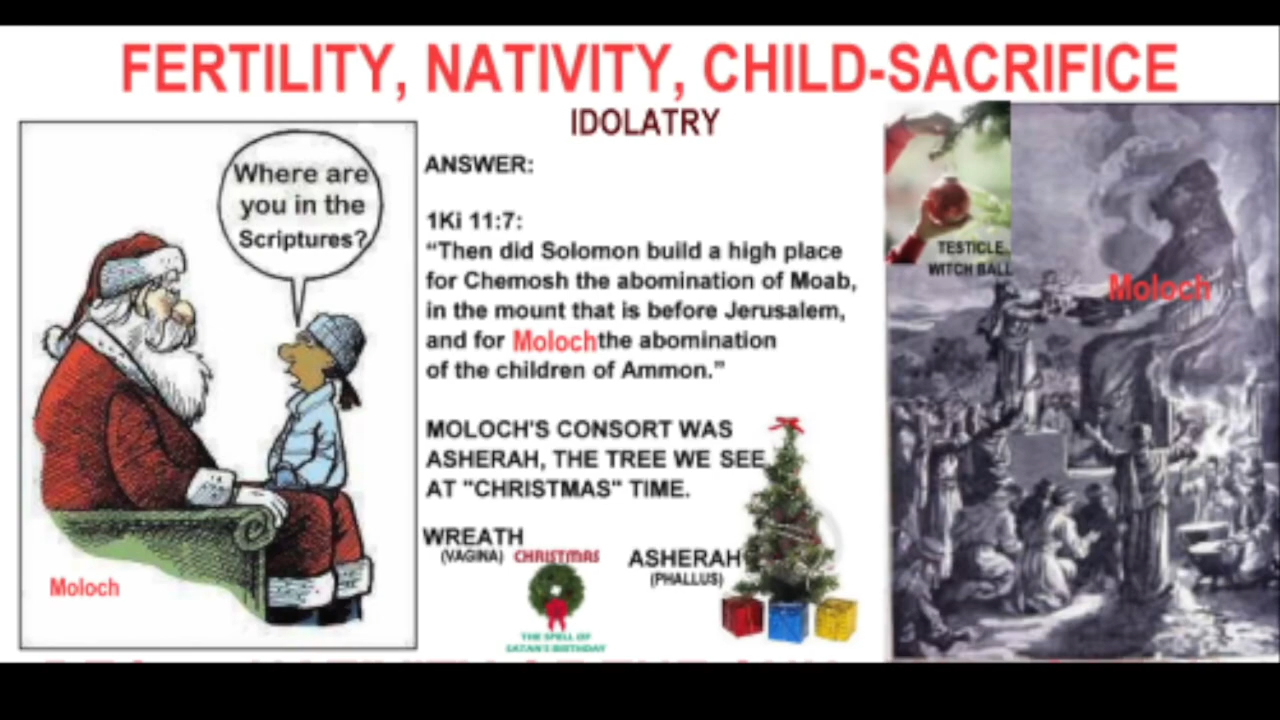 FERTILITY, NATIVITY, CHILD-SACRIFICE
IDOLATRY
Where are
you in the
Scriptures?
Moloch
ANSWER:
1Ki 11:7:
“Then did Solomon build a high place
for Chemosh the abomination of Moab,
in the mount that is before Jerusalem,
and for Moloch the abomination
of the children of Ammon.”
MOLOCH'S CONSORT WAS
ASHERAH, THE TREE WE SEE
AT "CHRISTMAS" TIME.
WREATH
(VAGINA)
CHRISTMAS
THE SPELL OF
SATAN'S BIRTHDAY
ASHERAH
(PHALLUS)
TESTICLE,
WITCH BALL
Moloch